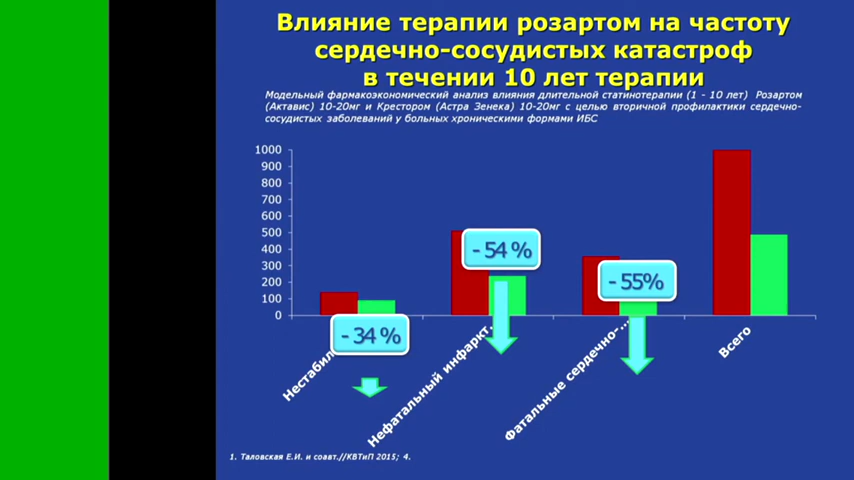 Влияние терапии розартом на частоту
сердечно-сосудистых катастроф
в течении 10 лет терапии
Модельный фармакоэкономический анализ влияния длительной статинотерапии (1 - 10 лет) Розартом
(Актавис) 10-20мг и Крестором (Астра Зенека) 10-20мг с целью вторичной профилактики сердечно-
сосудистых заболеваний у больных хроническими формами ИБС
1000
900
800
700
600
500
400
300
200
100
0
- 34 %
- 54 %
- 55%
Нефатальный инфаркт...
Фатальные сердечно-...
Всего
1. Таловская Е.И. и соавт.//КВТиП 2015; 4.